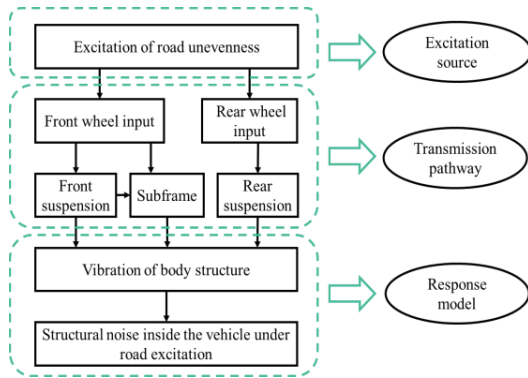 Excitation of road unevenness
Excitation
source
Front wheel input
Rear wheel
input
Transmission
pathway
Front
suspension
Subframe
Rear
suspension
Vibration of body structure
Response
model
Structural noise inside the vehicle under
road excitation